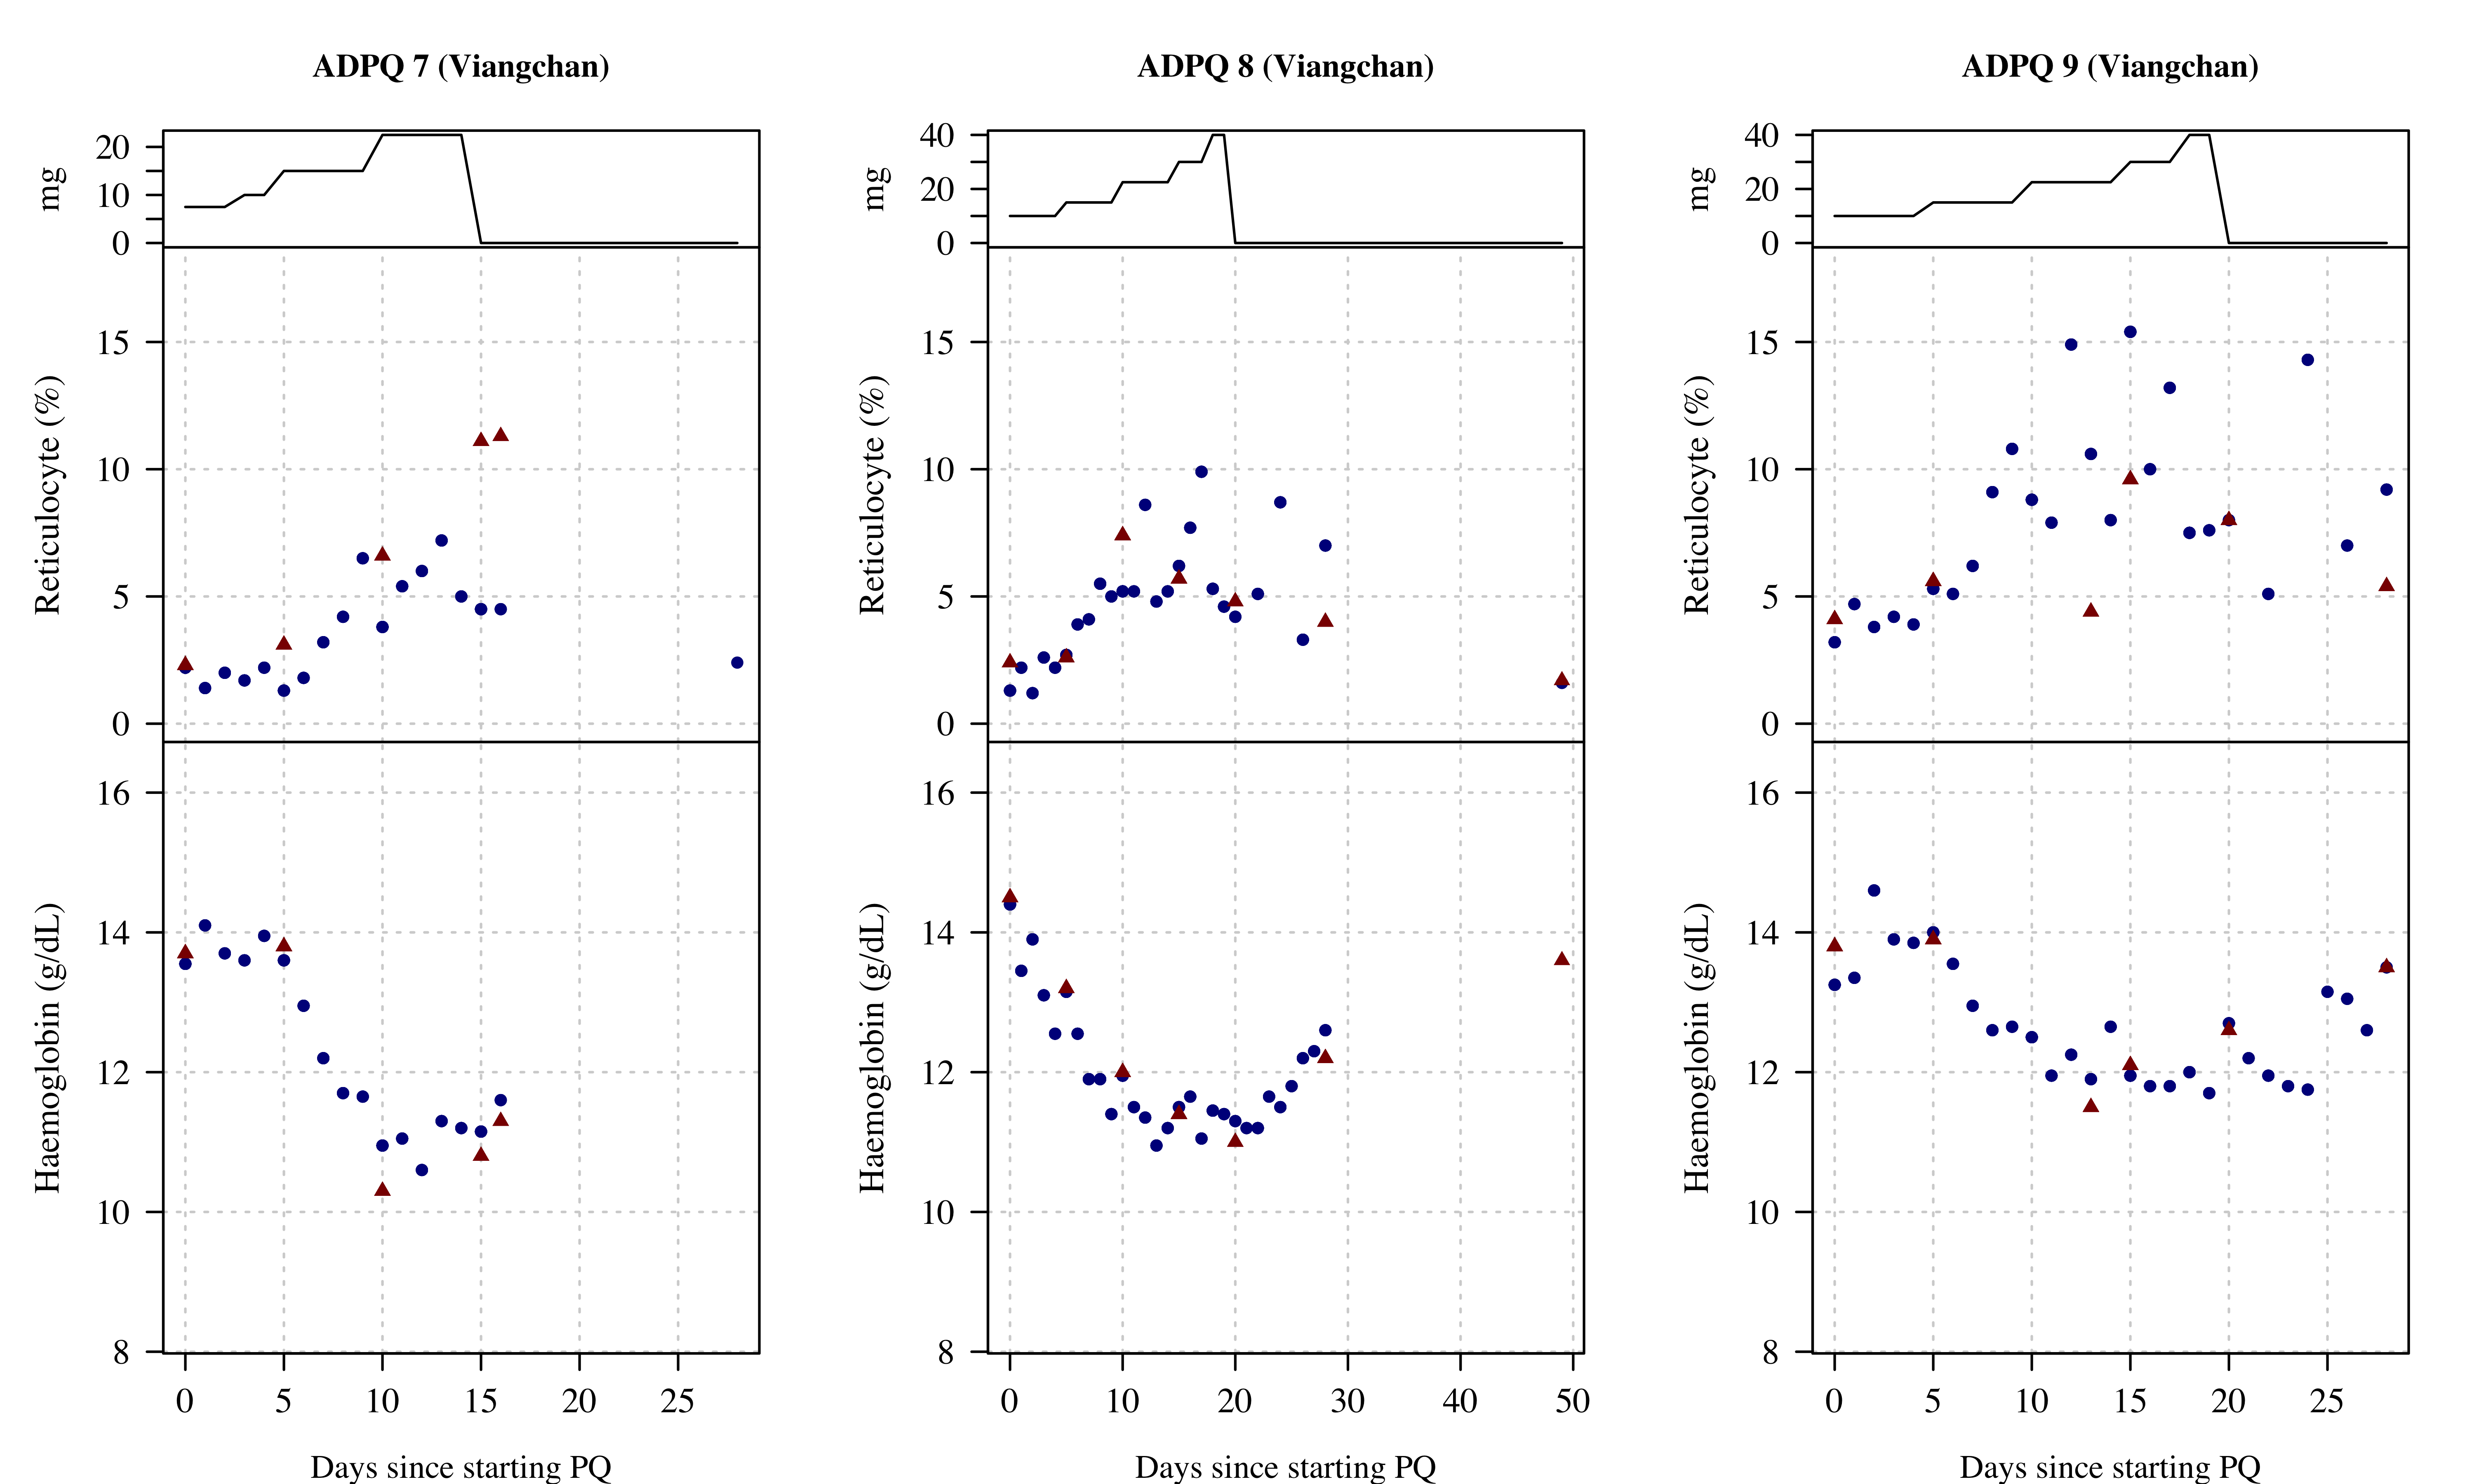 ADPQ 7 (Viangchan)
mg
20
10
0
Reticulocyte (%)
15
10
5
0
Haemoglobin (g/dL)
16
14
12
10
8
0 5 10 15 20 25
Days since starting PQ
ADPQ 8 (Viangchan)
mg
40
20
0
Reticulocyte (%)
15
10
5
0
Haemoglobin (g/dL)
16
14
12
10
8
0 10 20 30 40 50
Days since starting PQ
ADPQ 9 (Viangchan)
mg
40
20
0
Reticulocyte (%)
15
10
5
0
Haemoglobin (g/dL)
16
14
12
10
8
0 5 10 15 20 25
Days since starting PQ